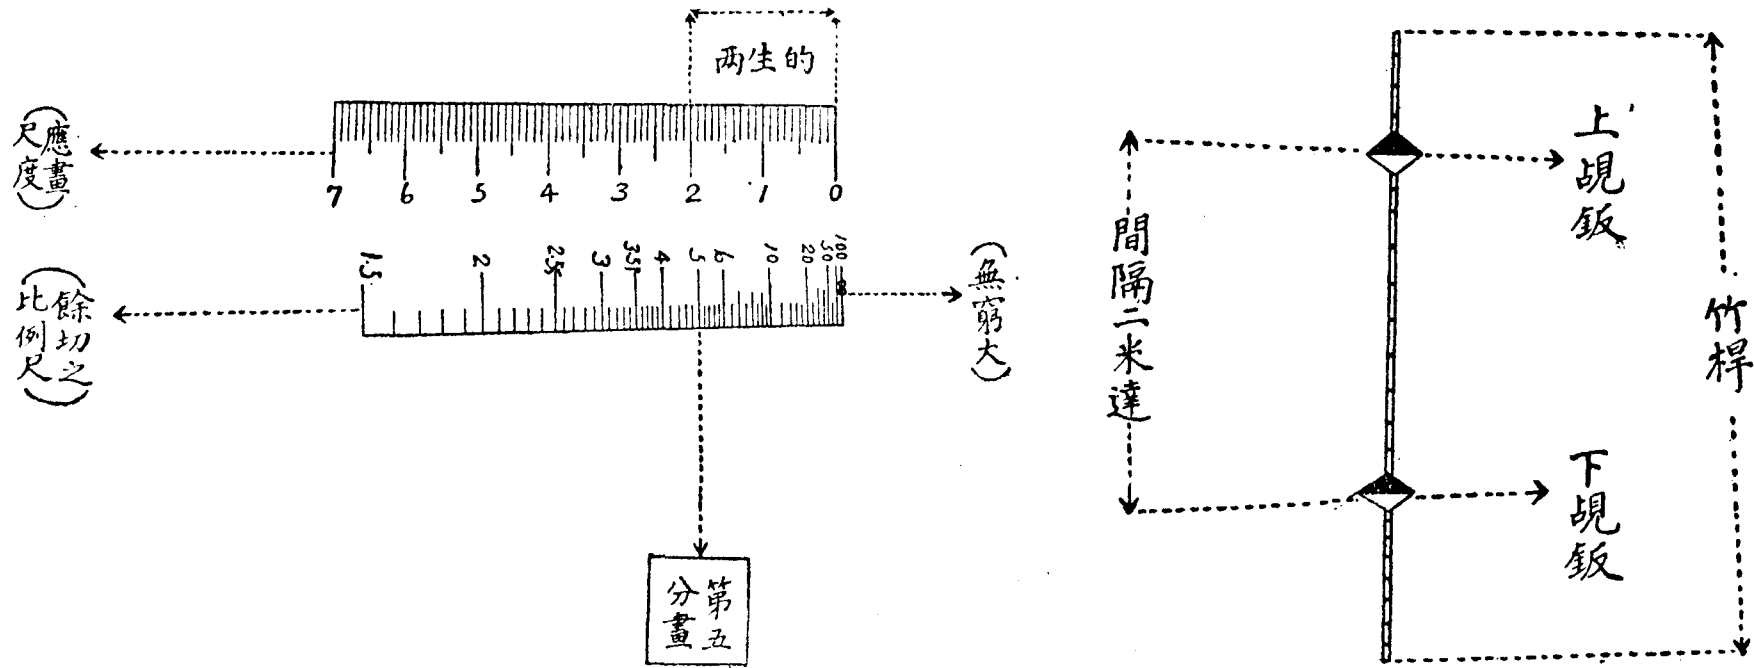 两生的
(應畫
尺度)
7 6 5 4 3 2 1 0
1.5 2 2.5 3 3.5 4 5 6 10 20 50 100 ∞
(餘切之
比例尺)
(無窮大)
第五
分畫
上覘鈑
間隔二米達
竹桿
下覘鈑